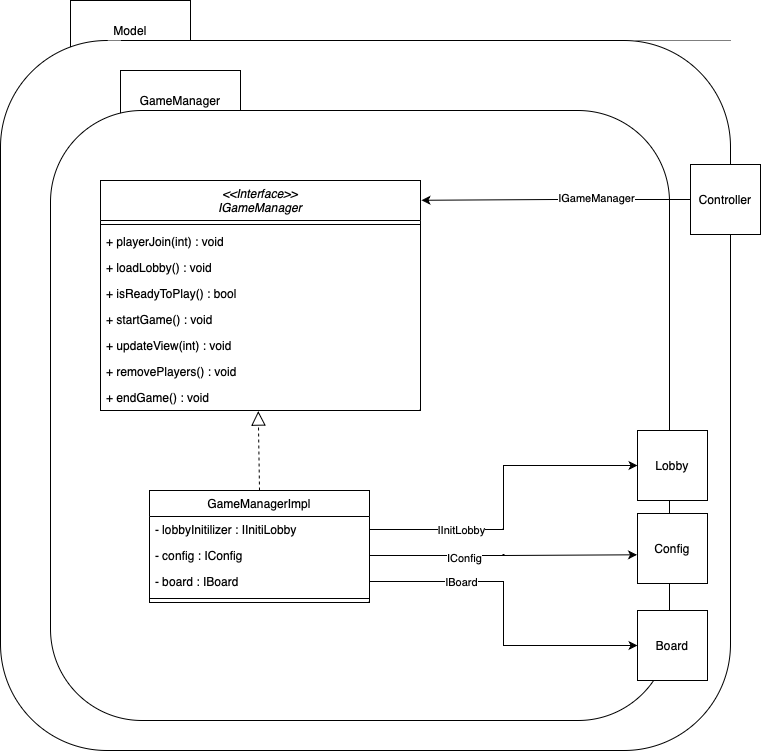 Model
GameManager
<<Interface>>
IGameManager
+ playerJoin(int) : void
+ loadLobby() : void
+ isReadyToPlay() : bool
+ startGame() : void
+ updateView(int) : void
+ removePlayers() : void
+ endGame() : void
IGameManager
Controller
GameManagerImpl
- lobbyInitilizer : IInitiLobby
- config : IConfig
- board : IBoard
IInitLobby
IConfig
IBoard
Lobby
Config
Board